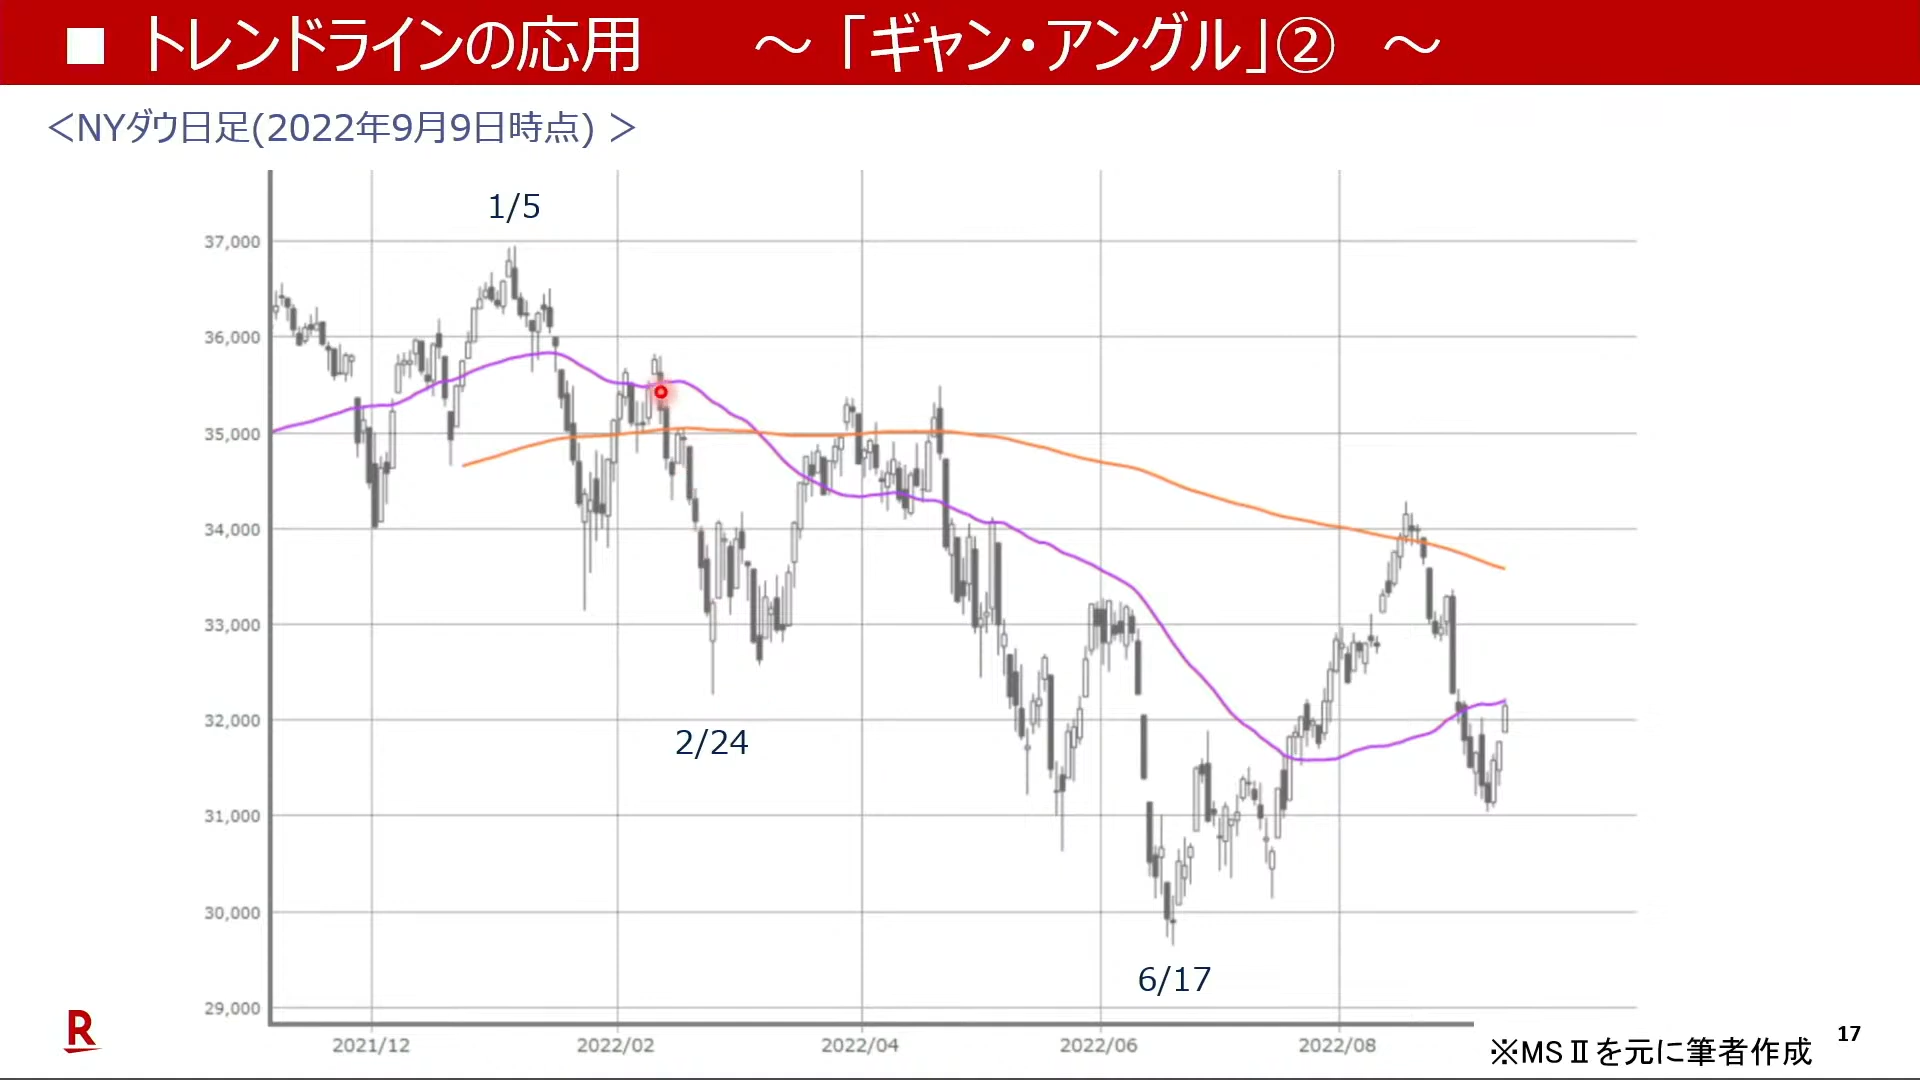 ■ トレンドラインの応用 ～「ギャン・アングル」② ～
＜NYダウ日足(2022年9月9日時点) ＞
1/5
37,000
36,000
35,000
34,000
33,000
32,000
2/24
31,000
30,000
6/17
29,000
2021/12 2022/02 2022/04 2022/06 2022/08
R
※MSⅡを元に筆者作成
17